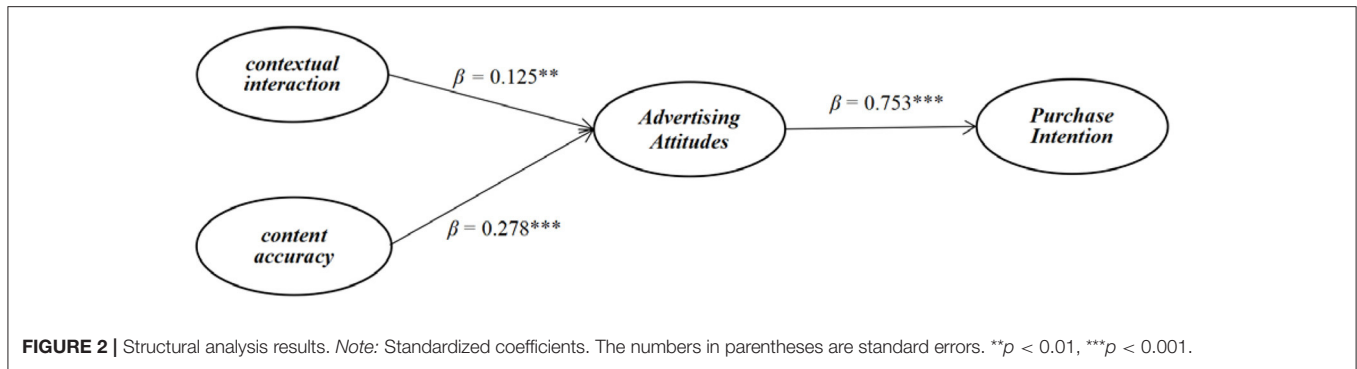 contextual
interaction
β = 0.125**
Advertising
Attitudes
β = 0.753***
Purchase
Intention
content
accuracy
β = 0.278***
FIGURE 2 | Structural analysis results. Note: Standardized coefficients. The numbers in parentheses are standard errors. **p < 0.01, ***p < 0.001.